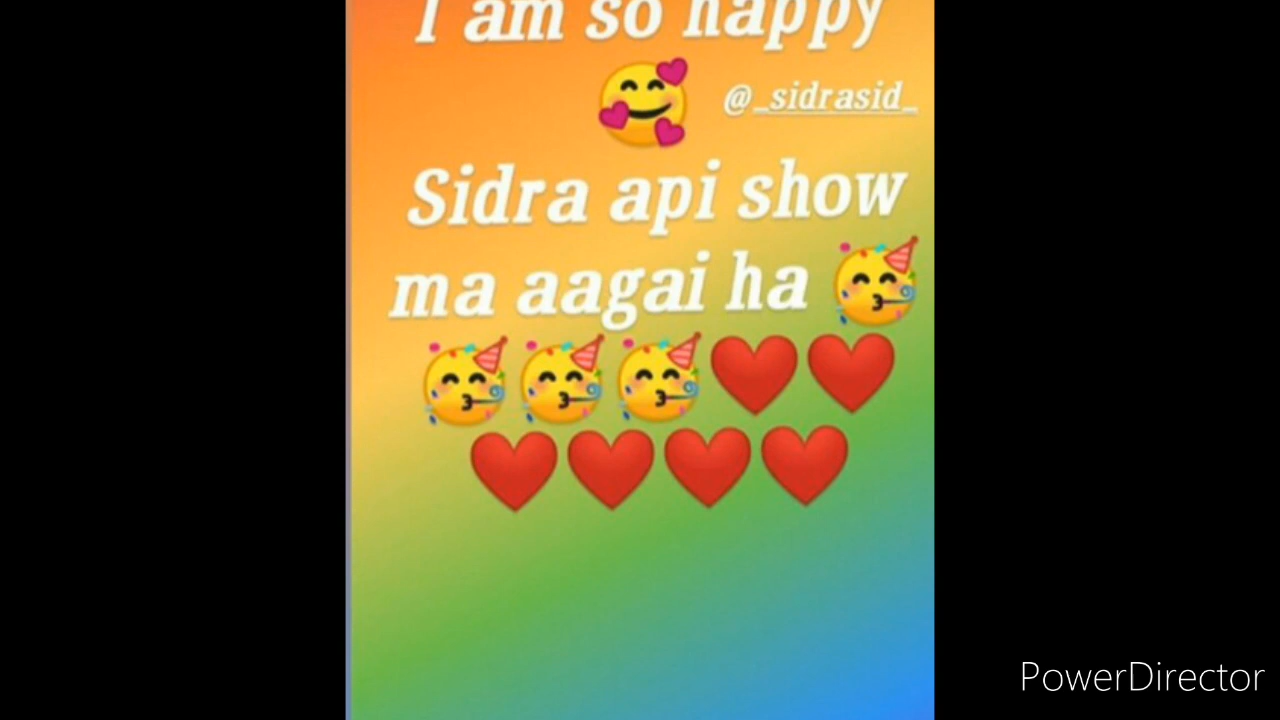 I am so happy
🥰 @_sidrasid_
Sidra api show
ma aagai ha 🥳
🥳🥳🥳❤️❤️
❤️❤️❤️❤️
PowerDirector